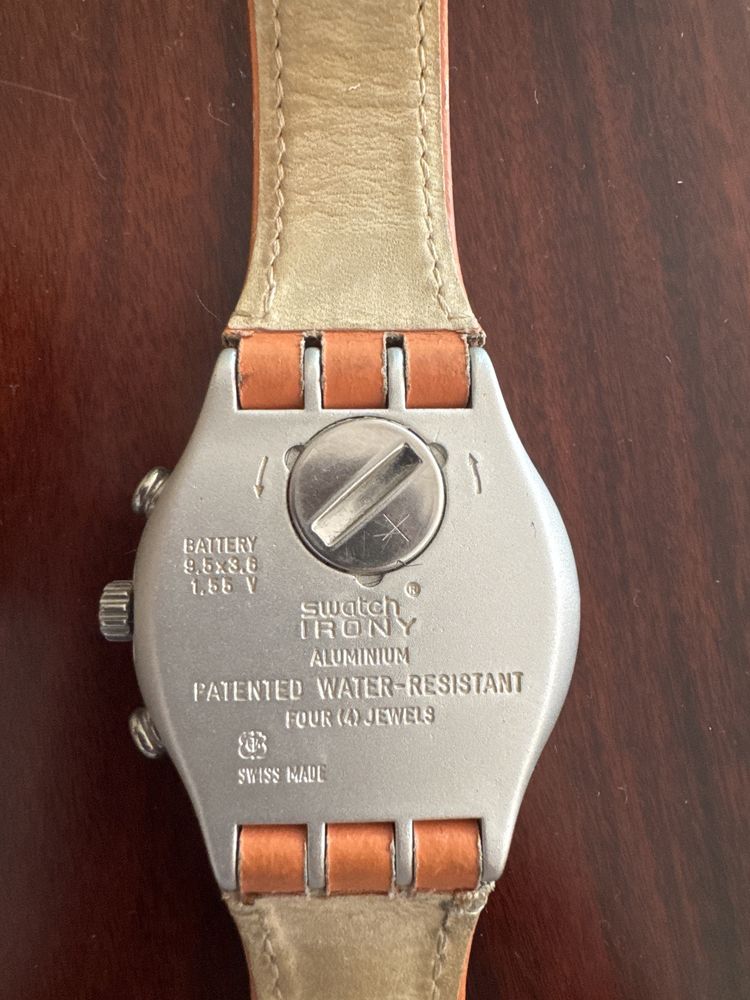 BATTERY
9.5x3.6
1.55 V
swatch®
IRONY
ALUMINIUM
PATENTED WATER-RESISTANT
FOUR (4) JEWELS
SWISS MADE